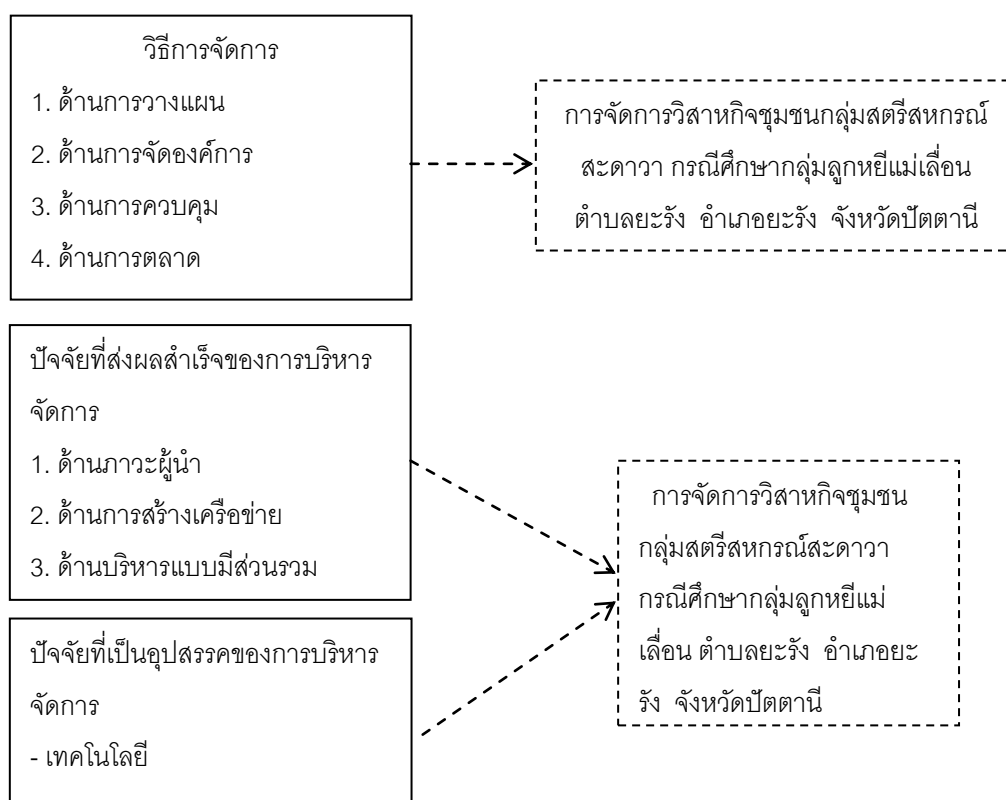 วิธีการจัดการ
1. ด้านการวางแผน
2. ด้านการจัดองค์การ
3. ด้านการควบคุม
4. ด้านการตลาด
การจัดการวิสาหกิจชุมชนกลุ่มสตรีสหกรณ์
สะดาวา กรณีศึกษากลุ่มลูกหยีแม่เลื่อน
ตำบลยะรัง อำเภอยะรัง จังหวัดปัตตานี
ปัจจัยที่ส่งผลสำเร็จของการบริหาร
จัดการ
1. ด้านภาวะผู้นำ
2. ด้านการสร้างเครือข่าย
3. ด้านบริหารแบบมีส่วนรวม
การจัดการวิสาหกิจชุมชน
กลุ่มสตรีสหกรณ์สะดาวา
กรณีศึกษากลุ่มลูกหยีแม่
เลื่อน ตำบลยะรัง อำเภอยะ
รัง จังหวัดปัตตานี
ปัจจัยที่เป็นอุปสรรคของการบริหาร
จัดการ
- เทคโนโลยี